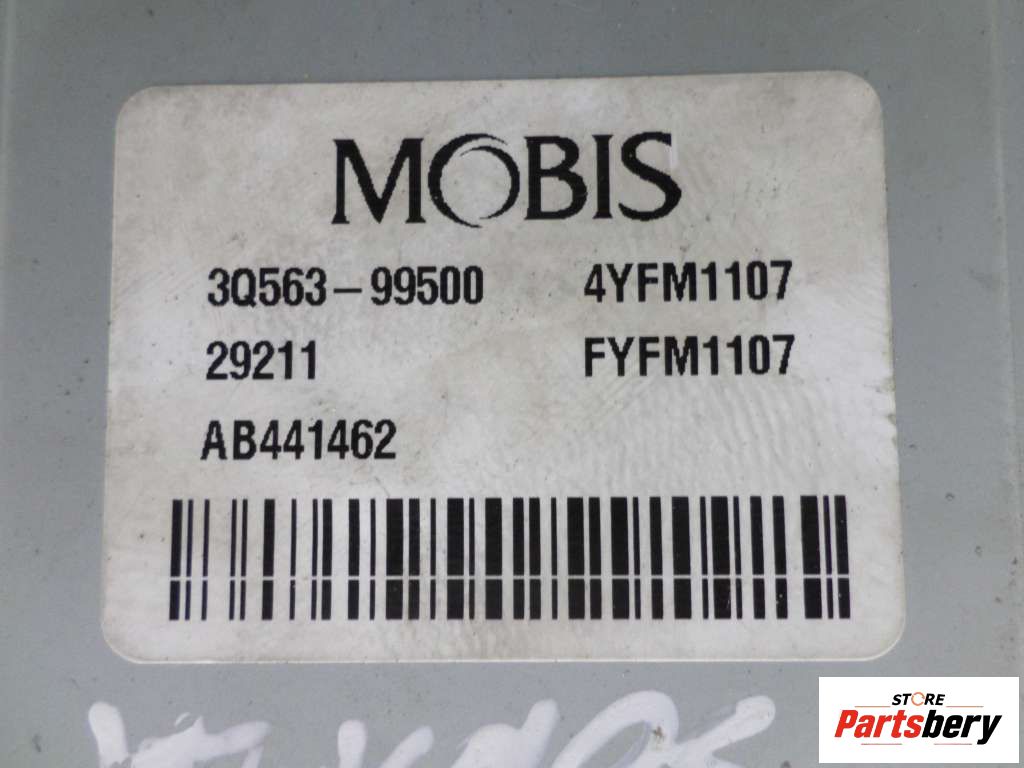 MOBIS
3Q563-99500 4YFM1107
29211 FYFM1107
AB441462
STORE
Partsbery